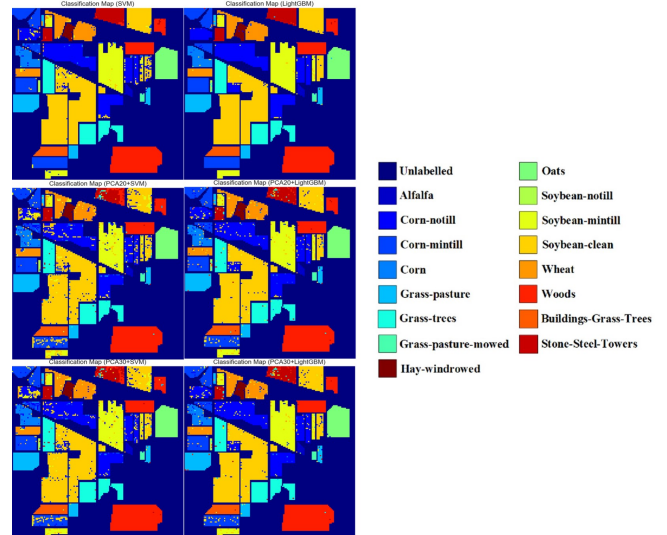 Classification Map (SVM)
Classification Map (LightGBM)
Classification Map (PCA20+SVM)
Classification Map (PCA20+LightGBM)
Classification Map (PCA30+SVM)
Classification Map (PCA30+LightGBM)
Unlabelled
Alfalfa
Corn-notill
Corn-mintill
Corn
Grass-pasture
Grass-trees
Grass-pasture-mowed
Hay-windrowed
Oats
Soybean-notill
Soybean-mintill
Soybean-clean
Wheat
Woods
Buildings-Grass-Trees
Stone-Steel-Towers